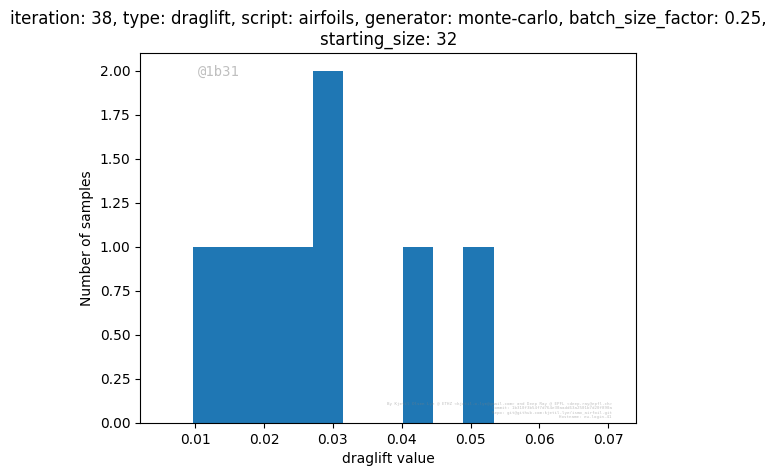 iteration: 38, type: draglift, script: airfoils, generator: monte-carlo, batch_size_factor: 0.25,
starting_size: 32
@1b31
2.00
1.75
1.50
1.25
1.00
0.75
0.50
0.25
0.00
Number of samples
0.01 0.02 0.03 0.04 0.05 0.06 0.07
draglift value